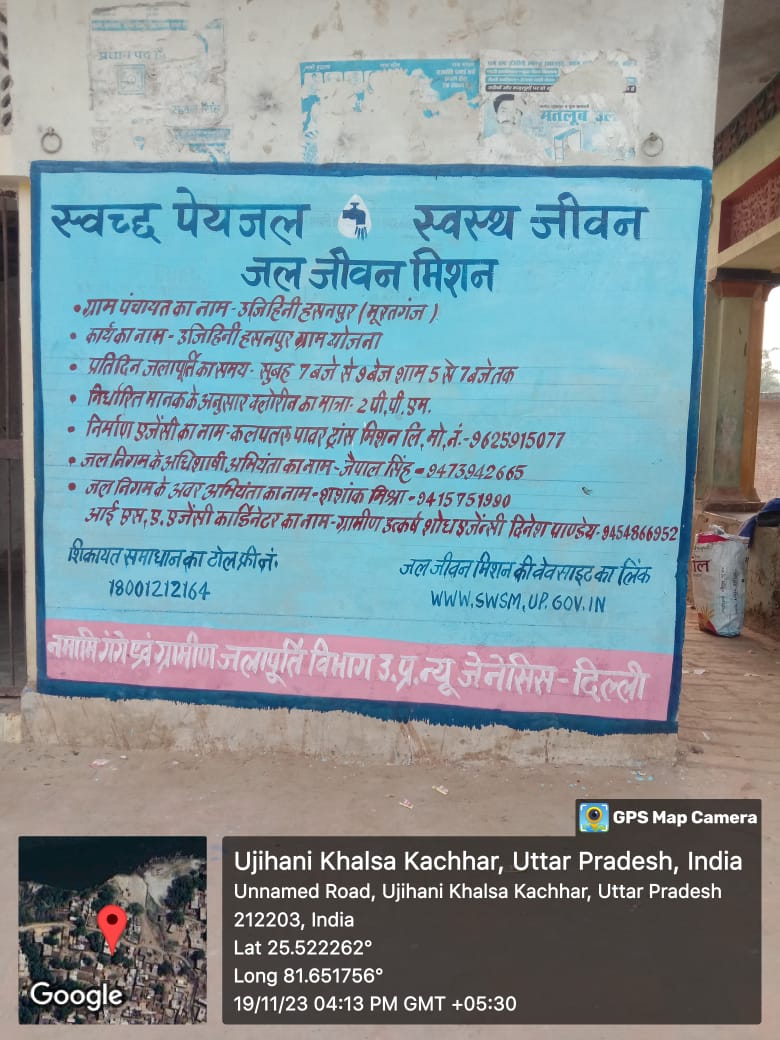 प्रधान पद हे
मतलूब
स्वच्छ पेयजल स्वस्थ जीवन
जल जीवन मिशन
• ग्राम पंचायत का नाम - उजिहिनी हसनपुर (मूरतगंज)
• कार्य का नाम - उजिहिनी हसनपुर ग्राम योजना
• प्रतिदिन जलापूर्ति का समय - सुबह 7 बजे से 9 बजे शाम 5 से 7 बजे तक
• निर्धारित मानक के अनुसार क्लोरीन का मात्रा - 2 पी.पी.एम.
• निर्माण एजेंसी का नाम - कलपतरू पावर ट्रांस मिशन लि. मो. नं. - 9625915077
• जल निगम के अधिशाषी अभियंता का नाम - जैपाल सिंह - 9473942665
• जल निगम के अवर अभियंता का नाम - शशांक मिश्रा - 9415751990
आई एस. ए. एजेंसी कार्डिनेटर का नाम - ग्रामीण उत्कर्ष शोध एजेंन्सी दिनेश पाण्डेय - 9454866952
शिकायत समाधान का टोल फ्री नं.
18001212164
जल जीवन मिशन की वेवसाइट का लिंक
WWW.SWSM.UP.GOV.IN
नमामि गंगे एवं ग्रामीण जलापूर्ति विभाग उ.प्र. न्यू जेनेसिस - दिल्ली
GPS Map Camera
Ujihani Khalsa Kachhar, Uttar Pradesh, India
Unnamed Road, Ujihani Khalsa Kachhar, Uttar Pradesh
212203, India
Lat 25.522262°
Long 81.651756°
19/11/23 04:13 PM GMT +05:30
Google